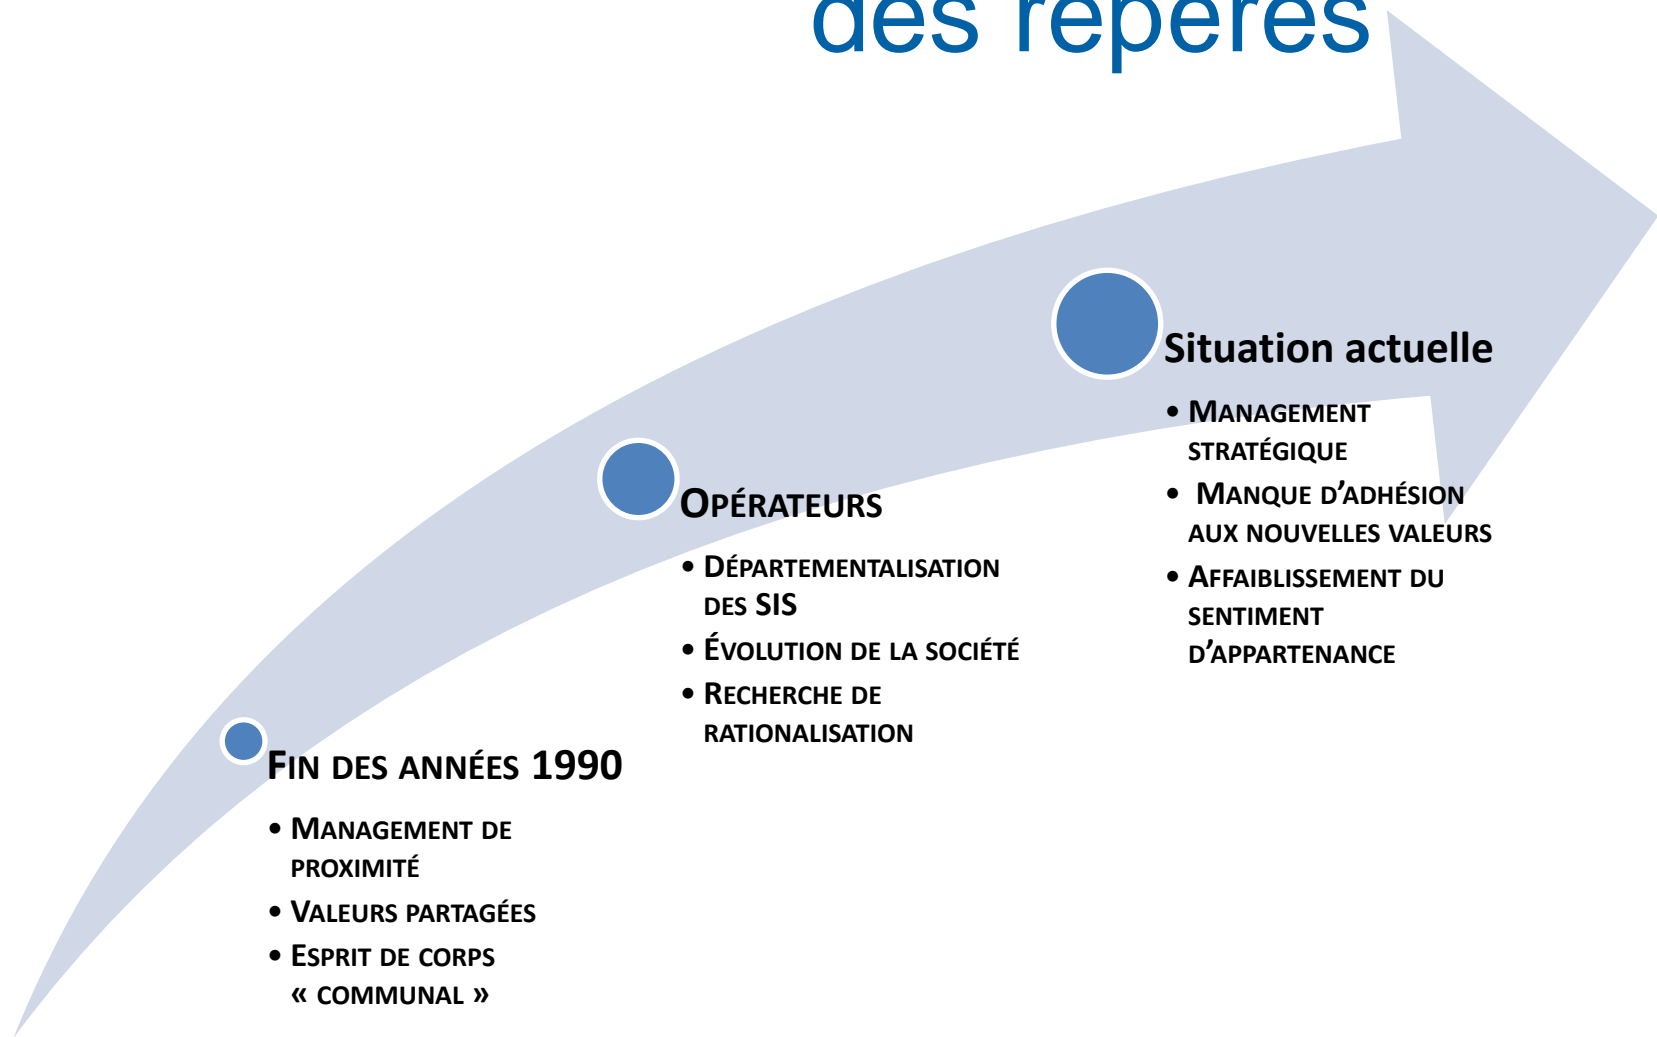 des repères
Situation actuelle
• MANAGEMENT
STRATÉGIQUE
• MANQUE D'ADHÉSION
AUX NOUVELLES VALEURS
• AFFAIBLISSEMENT DU
SENTIMENT
D'APPARTENANCE
OPÉRATEURS
• DÉPARTEMENTALISATION
DES SIS
• ÉVOLUTION DE LA SOCIÉTÉ
• RECHERCHE DE
RATIONALISATION
FIN DES ANNÉES 1990
• MANAGEMENT DE
PROXIMITÉ
• VALEURS PARTAGÉES
• ESPRIT DE CORPS
« COMMUNAL »